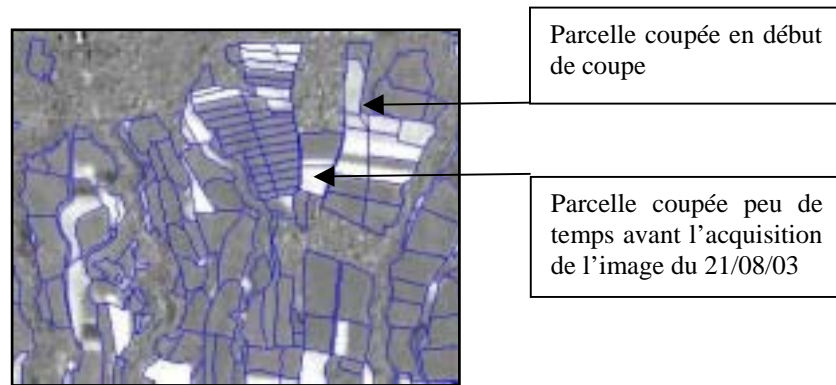 Parcelle coupée en début
de coupe
Parcelle coupée peu de
temps avant l'acquisition
de l'image du 21/08/03